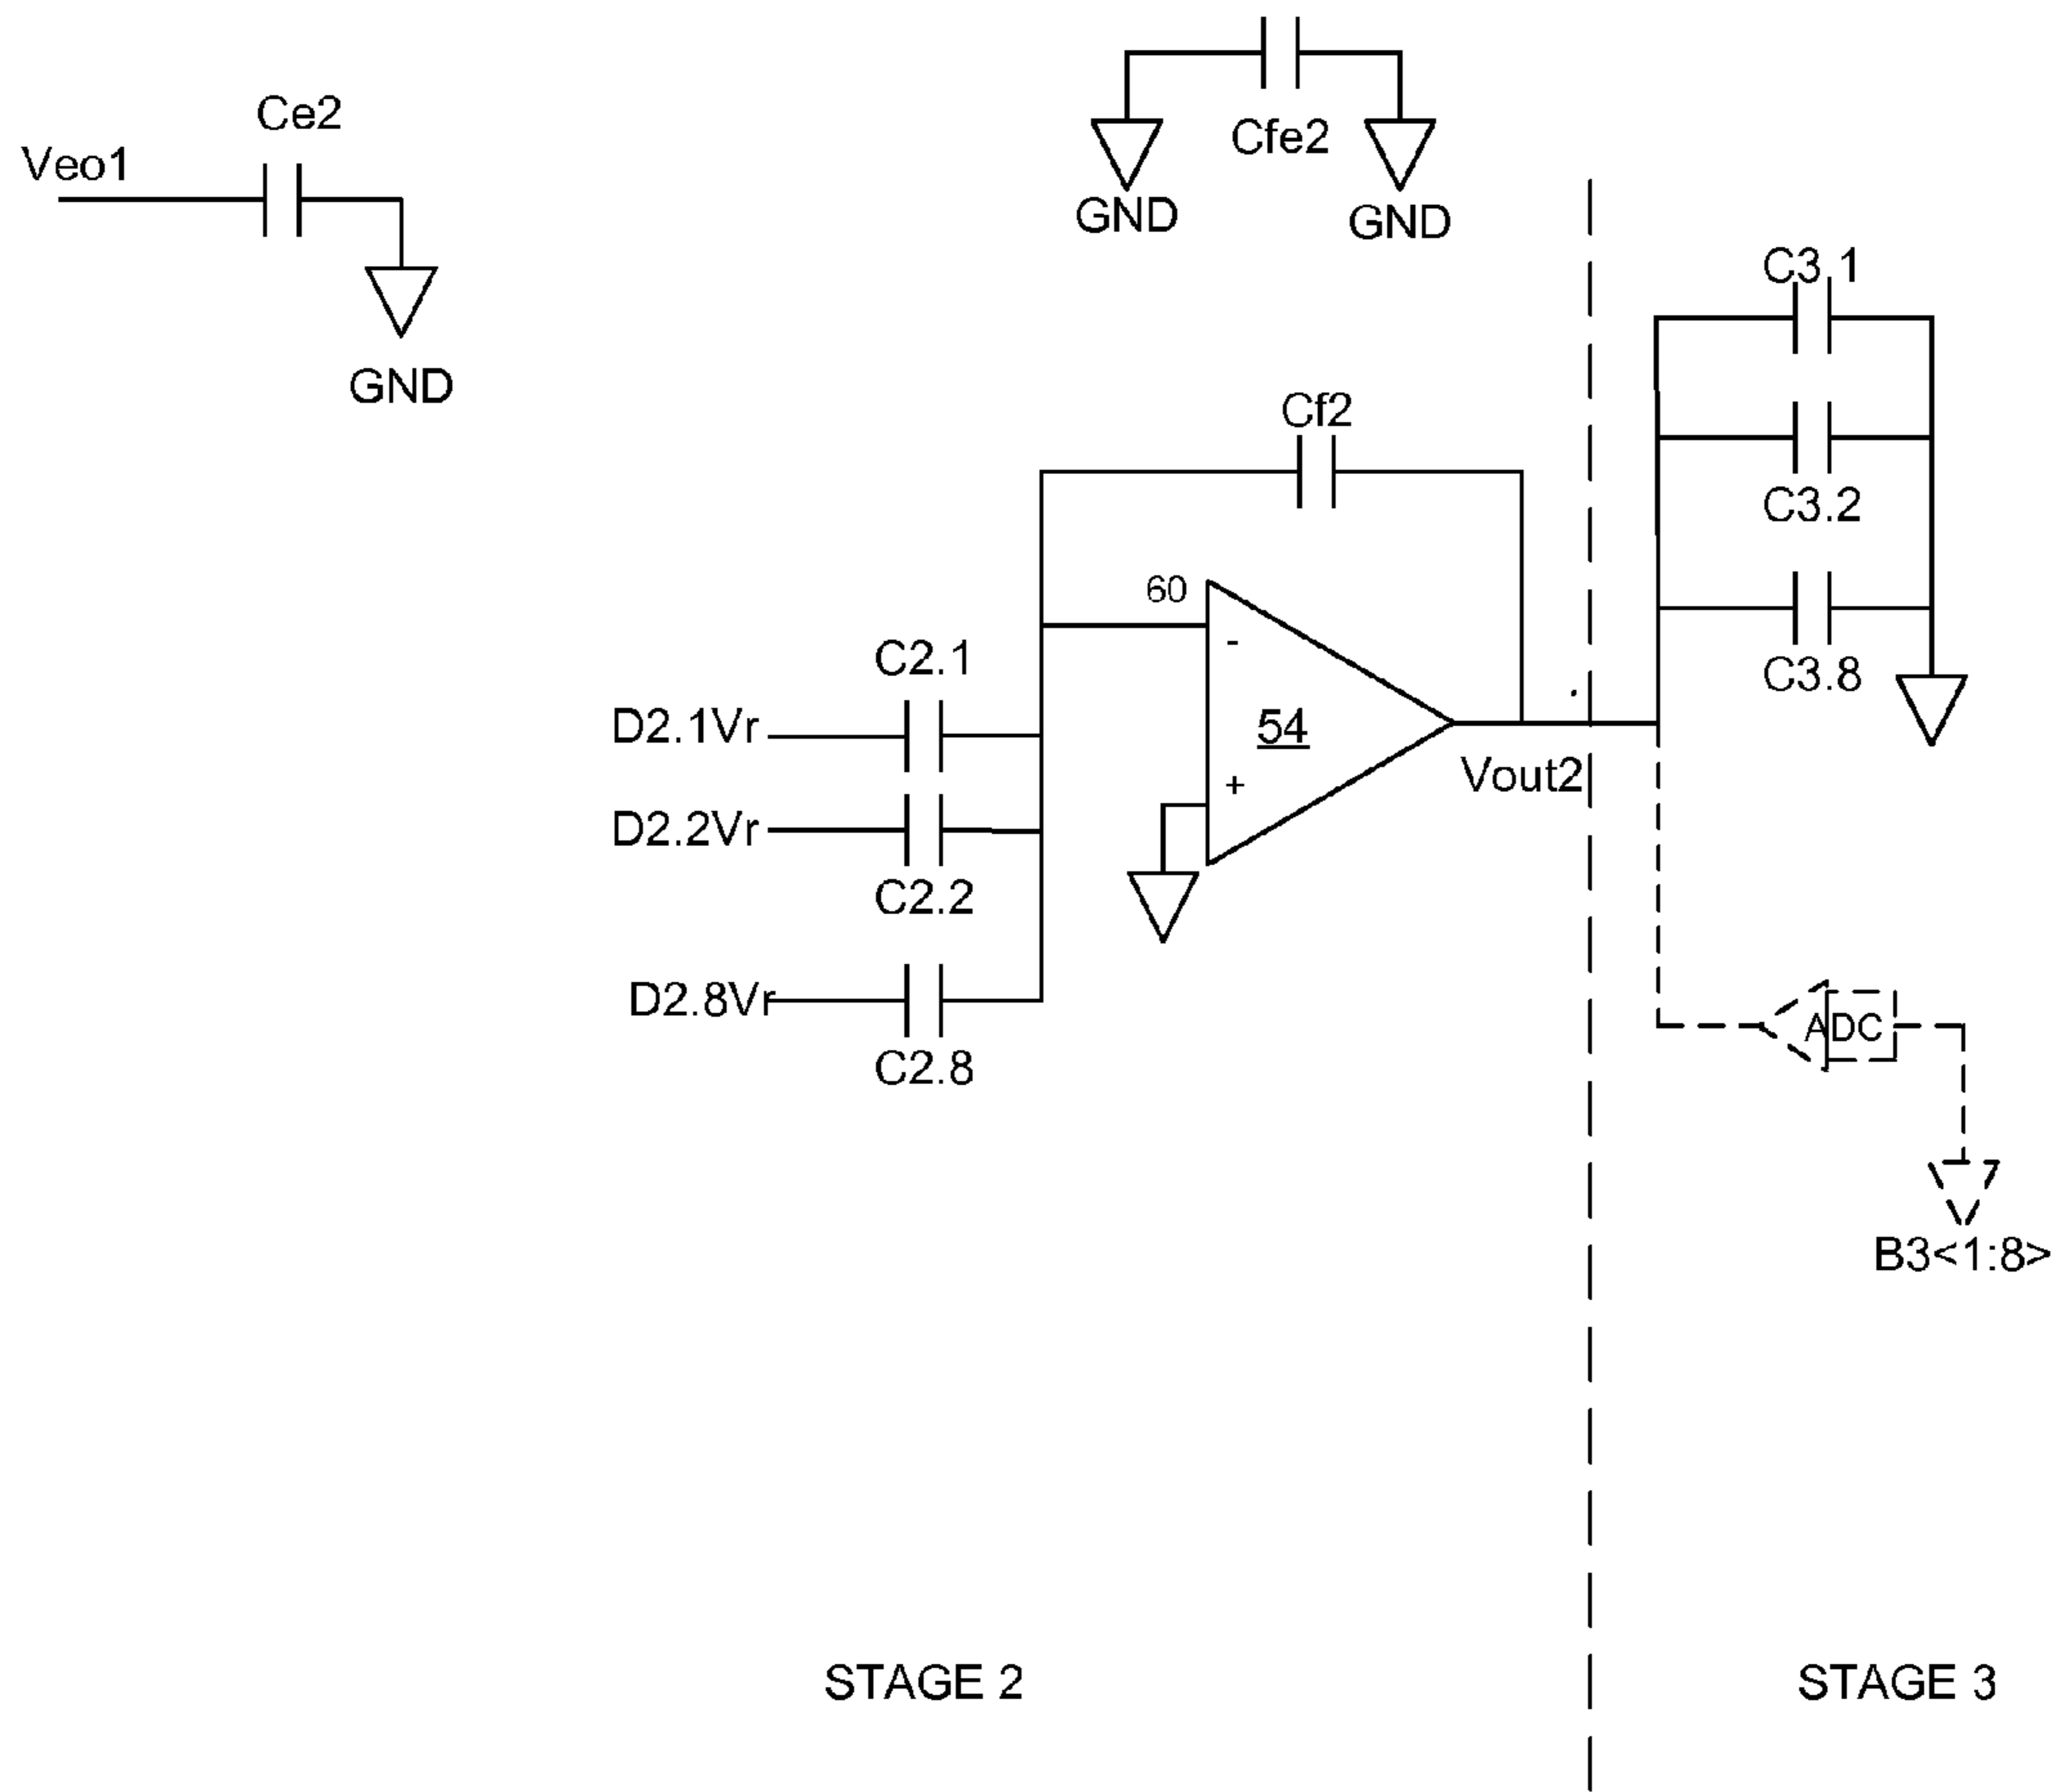 Ce2
Veo1
GND
Cfe2
GND
GND
C3.1
C3.2
C3.8
Cf2
60
-
54
+
Vout2
C2.1
D2.1Vr
D2.2Vr
C2.2
D2.8Vr
C2.8
ADC
B3<1:8>
STAGE 2
STAGE 3